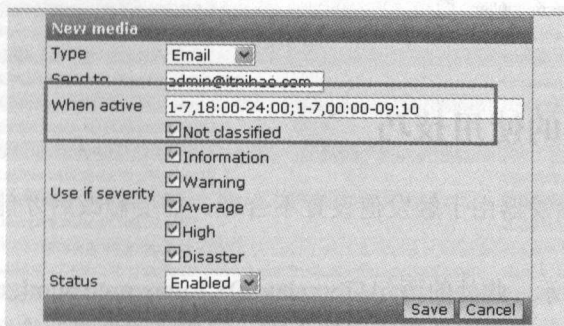 New media
Type Email
Send to admin@itnihao.com
When active 1-7,18:00-24:00;1-7,00:00-09:10
Use if severity
Not classified
Information
Warning
Average
High
Disaster
Status Enabled
Save Cancel